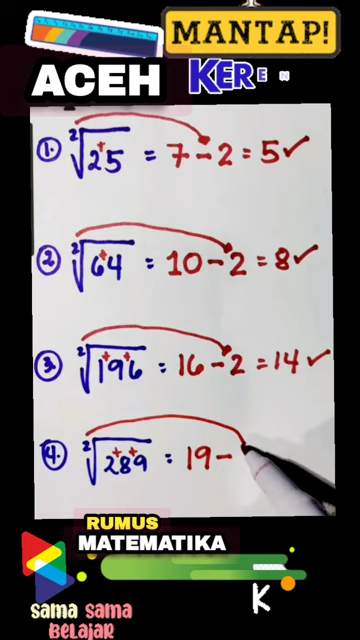 MANTAP!
ACEH KEREN
1. ²√25 = 7 - 2 = 5 ✓
2. ²√64 = 10 - 2 = 8 ✓
3. ²√196 = 16 - 2 = 14 ✓
4. ²√289 = 19 -
RUMUS
MATEMATIKA
K
sama sama
belajar